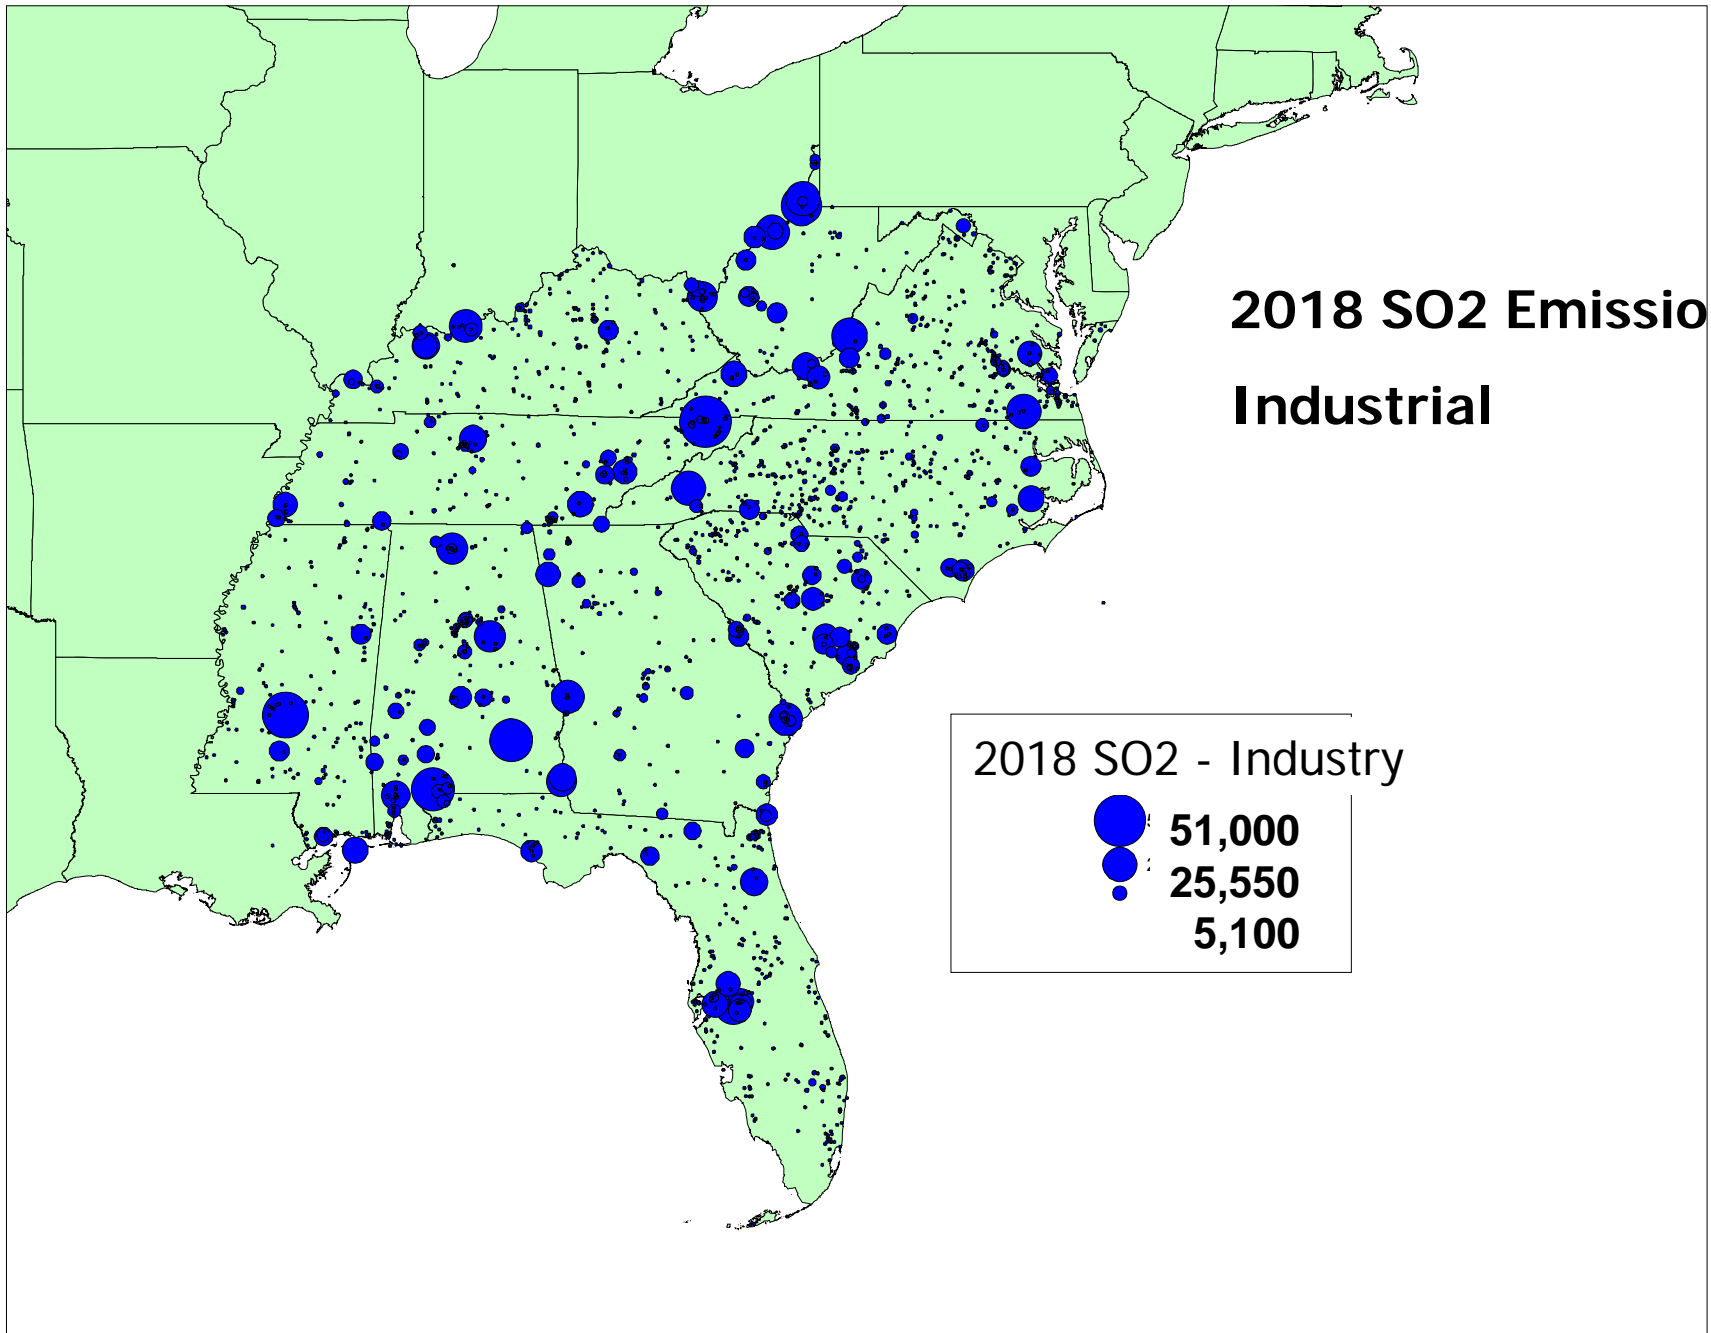 2018 SO2 Emissio
Industrial
2018 SO2 - Industry
51,000
25,550
5,100